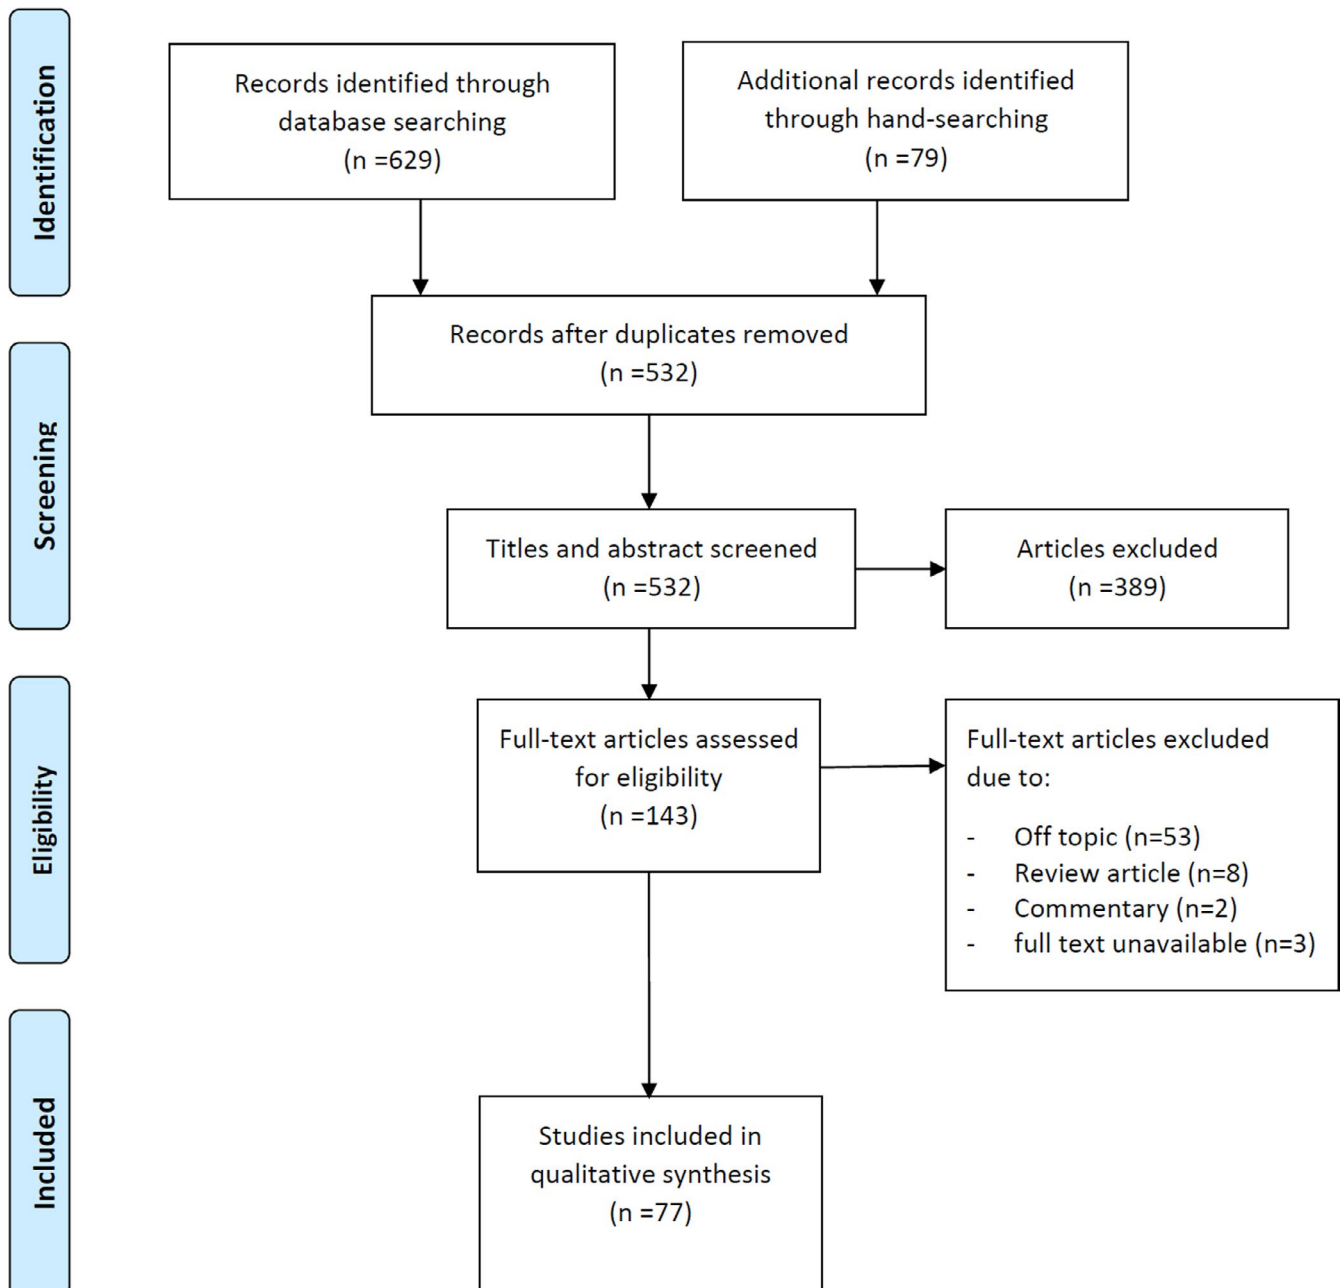 Identification
Records identified through
database searching
(n =629)
Additional records identified
through hand-searching
(n =79)
Records after duplicates removed
(n =532)
Screening
Titles and abstract screened
(n =532)
Articles excluded
(n =389)
Eligibility
Full-text articles assessed
for eligibility
(n =143)
Full-text articles excluded
due to:
- Off topic (n=53)
- Review article (n=8)
- Commentary (n=2)
- full text unavailable (n=3)
Included
Studies included in
qualitative synthesis
(n =77)